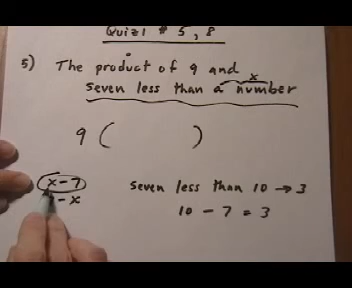 Quiz 1 # 5, 8
5) The product of 9 and x
seven less than a number
9 (          )
x - 7
seven less than 10 → 3
- x
10 - 7 = 3